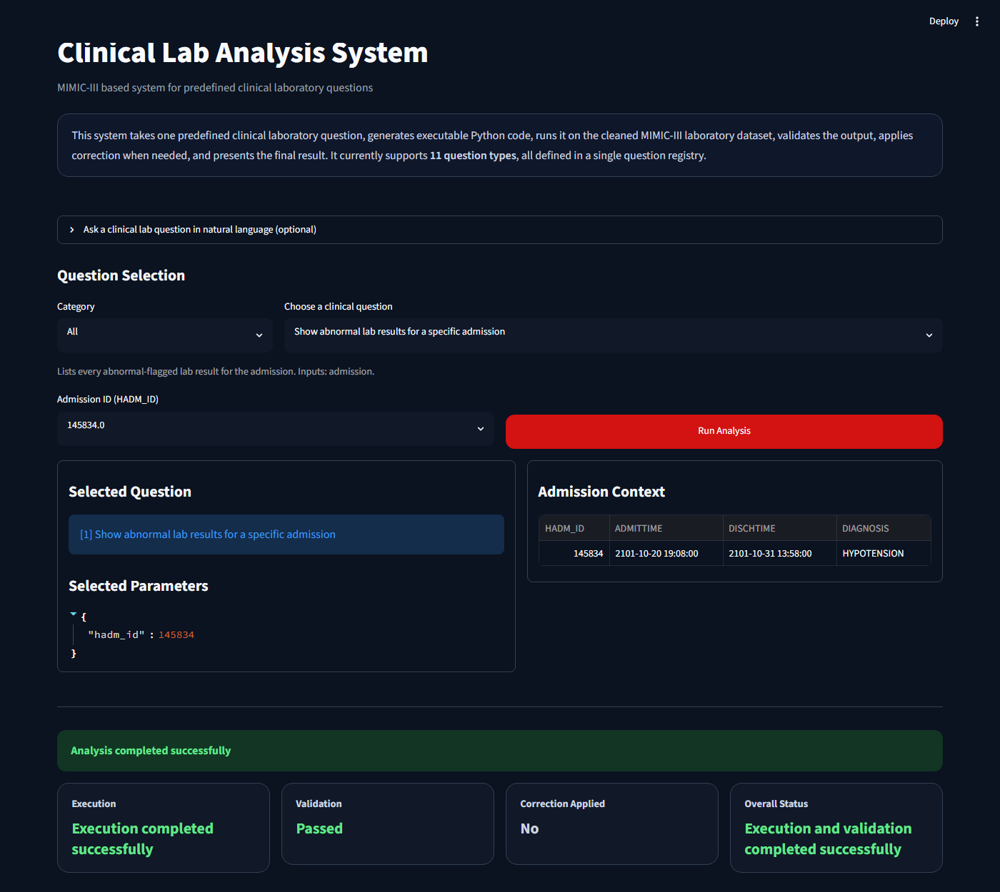 Deploy
Clinical Lab Analysis System
MIMIC-III based system for predefined clinical laboratory questions
This system takes one predefined clinical laboratory question, generates executable Python code, runs it on the cleaned MIMIC-III laboratory dataset, validates the output, applies
correction when needed, and presents the final result. It currently supports 11 question types, all defined in a single question registry.
Ask a clinical lab question in natural language (optional)
Question Selection
Category
Choose a clinical question
All
Show abnormal lab results for a specific admission
Lists every abnormal-flagged lab result for the admission. Inputs: admission.
Admission ID (HADM_ID)
145834.0
Run Analysis
Selected Question
[1] Show abnormal lab results for a specific admission
Selected Parameters
{
"hadm_id" : 145834
}
Admission Context
HADM_ID ADMITTIME DISCHTIME DIAGNOSIS
145834 2101-10-20 19:08:00 2101-10-31 13:58:00 HYPOTENSION
Analysis completed successfully
Execution
Execution completed
successfully
Validation
Passed
Correction Applied
No
Overall Status
Execution and validation
completed successfully